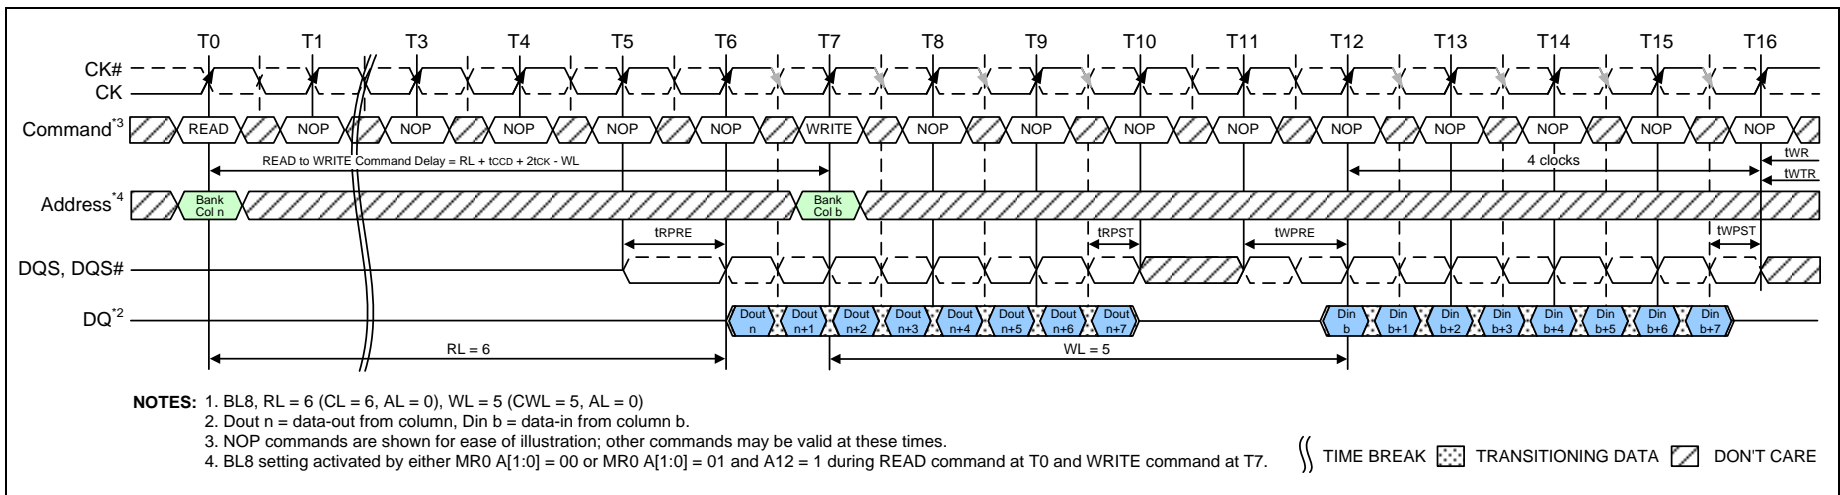 T0 T1 T3 T4 T5 T6 T7 T8 T9 T10 T11 T12 T13 T14 T15 T16
CK#
CK
Command*3 READ NOP NOP NOP NOP NOP WRITE NOP NOP NOP NOP NOP NOP NOP NOP NOP
READ to WRITE Command Delay = RL + tCCD + 2tCK - WL
4 clocks
tWR
tWTR
Address*4
Bank
Col n
Bank
Col b
tRPRE tRPST tWPRE tWPST
DQS, DQS#
DQ*2
Dout
n
Dout
n+1
Dout
n+2
Dout
n+3
Dout
n+4
Dout
n+5
Dout
n+6
Dout
n+7
Din
b
Din
b+1
Din
b+2
Din
b+3
Din
b+4
Din
b+5
Din
b+6
Din
b+7
RL = 6 WL = 5
NOTES: 1. BL8, RL = 6 (CL = 6, AL = 0), WL = 5 (CWL = 5, AL = 0)
2. Dout n = data-out from column, Din b = data-in from column b.
3. NOP commands are shown for ease of illustration; other commands may be valid at these times.
4. BL8 setting activated by either MR0 A[1:0] = 00 or MR0 A[1:0] = 01 and A12 = 1 during READ command at T0 and WRITE command at T7.
TIME BREAK TRANSITIONING DATA DON'T CARE